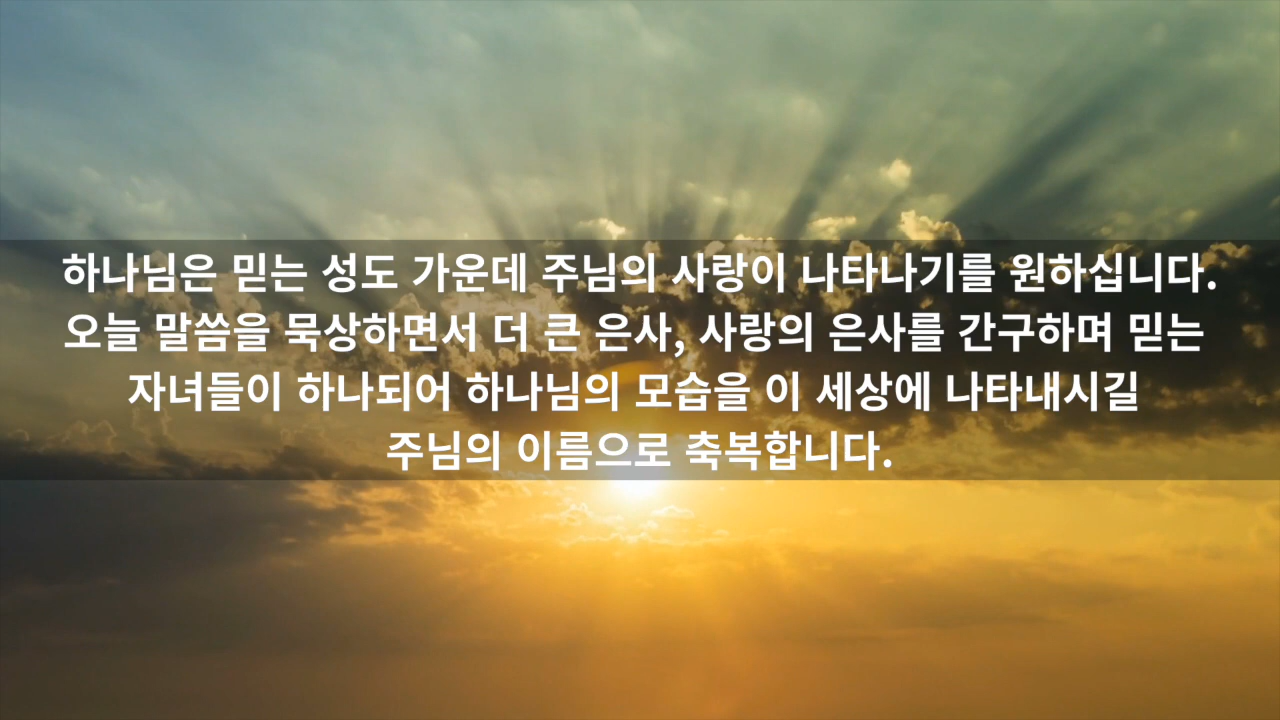 하나님은 믿는 성도 가운데 주님의 사랑이 나타나기를 원하십니다.
오늘 말씀을 묵상하면서 더 큰 은사, 사랑의 은사를 간구하며 믿는
자녀들이 하나되어 하나님의 모습을 이 세상에 나타내시길
주님의 이름으로 축복합니다.